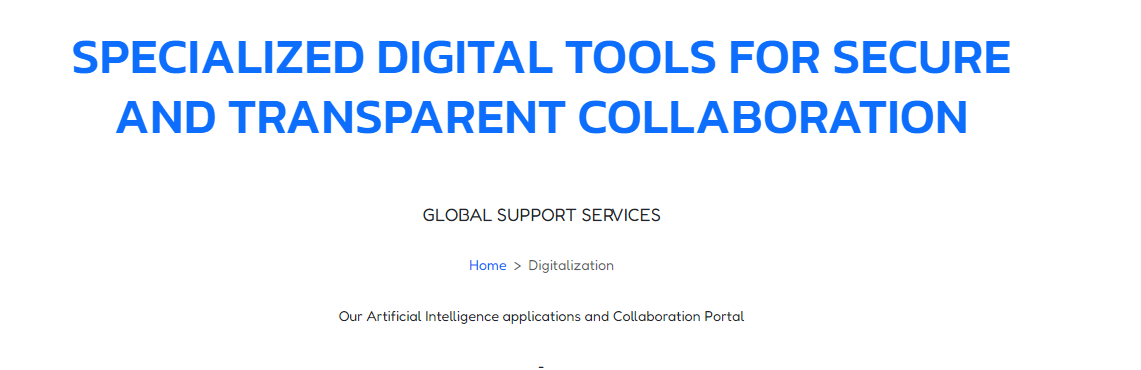 SPECIALIZED DIGITAL TOOLS FOR SECURE
AND TRANSPARENT COLLABORATION
GLOBAL SUPPORT SERVICES
Home > Digitalization
Our Artificial Intelligence applications and Collaboration Portal
-